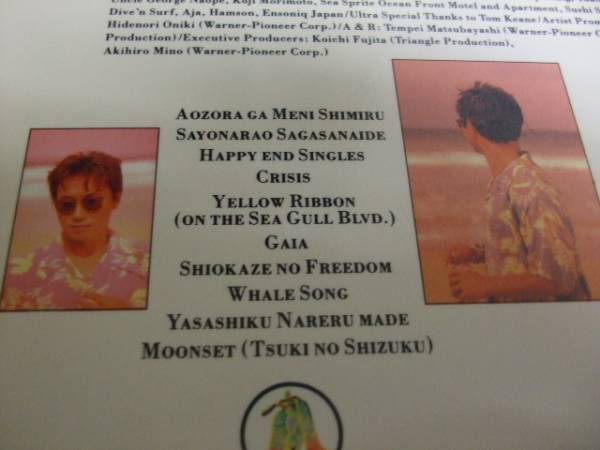 Uncle George Naope, Koji Morimoto, Sea Sprite Ocean Front Motel and Apartment, Sushi
Dive'n Surf, Aja, Hamson, Ensoniq Japan/Ultra Special Thanks to Tom Keane/Artist Prom
Hidenori Oniki (Warner-Pioneer Corp.)/A & R: Tempei Matsubayashi (Warner-Pioneer C
Production)/Executive Producers: Koichi Fujita (Triangle Production),
Akihiro Mino (Warner-Pioneer Corp.)
AOZORA GA MENI SHIMIRU
SAYONARAO SAGASANAIDE
HAPPY END SINGLES
CRISIS
YELLOW RIBBON
(ON THE SEA GULL BLVD.)
GAIA
SHIOKAZE NO FREEDOM
WHALE SONG
YASASHIKU NARERU MADE
MOONSET (TSUKI NO SHIZUKU)